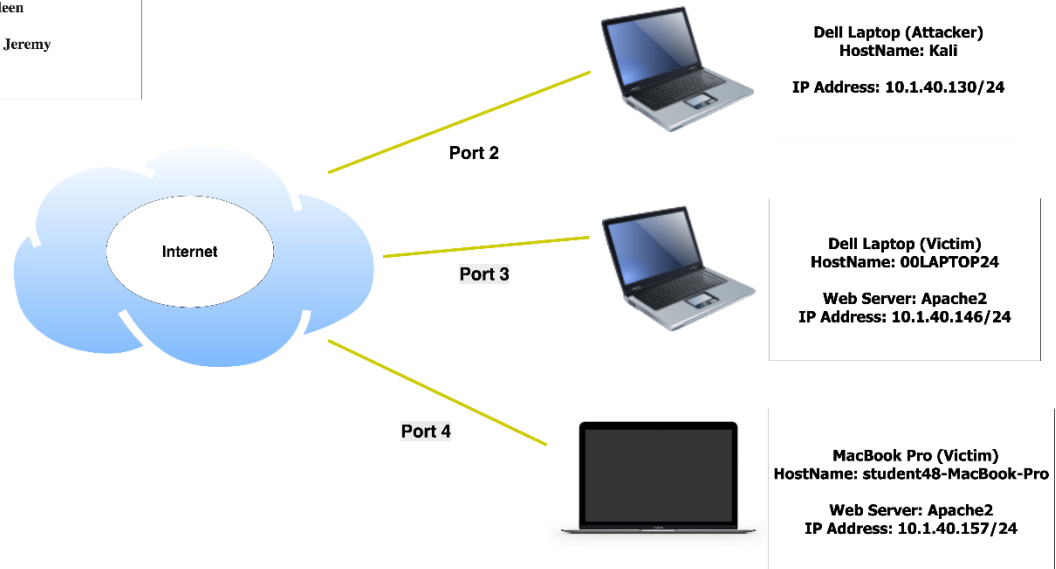 Jeremy
Dell Laptop (Attacker)
HostName: Kali
IP Address: 10.1.40.130/24
Port 2
Internet
Dell Laptop (Victim)
HostName: 00LAPTOP24
Web Server: Apache2
IP Address: 10.1.40.146/24
Port 3
Port 4
MacBook Pro (Victim)
HostName: student48-MacBook-Pro
Web Server: Apache2
IP Address: 10.1.40.157/24